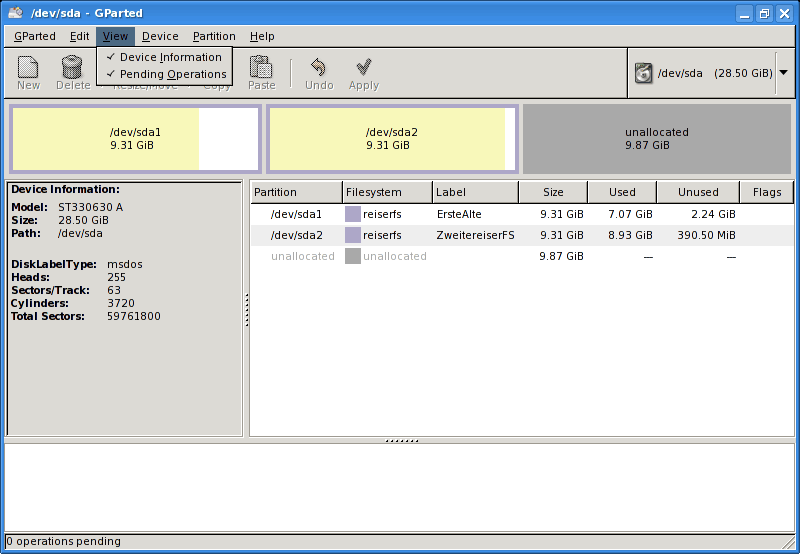 /dev/sda - GParted
GParted Edit View Device Partition Help
Device Information
Pending Operations
New Delete Resize/Move Copy Paste Undo Apply
/dev/sda (28.50 GiB)
/dev/sda1
9.31 GiB
/dev/sda2
9.31 GiB
unallocated
9.87 GiB
Device Information:
Model: ST330630 A
Size: 28.50 GiB
Path: /dev/sda
DiskLabelType: msdos
Heads: 255
Sectors/Track: 63
Cylinders: 3720
Total Sectors: 59761800
Partition Filesystem Label Size Used Unused Flags
/dev/sda1 reiserfs ErsteAlte 9.31 GiB 7.07 GiB 2.24 GiB
/dev/sda2 reiserfs ZweitereiserFS 9.31 GiB 8.93 GiB 390.50 MiB
unallocated unallocated 9.87 GiB — —
0 operations pending